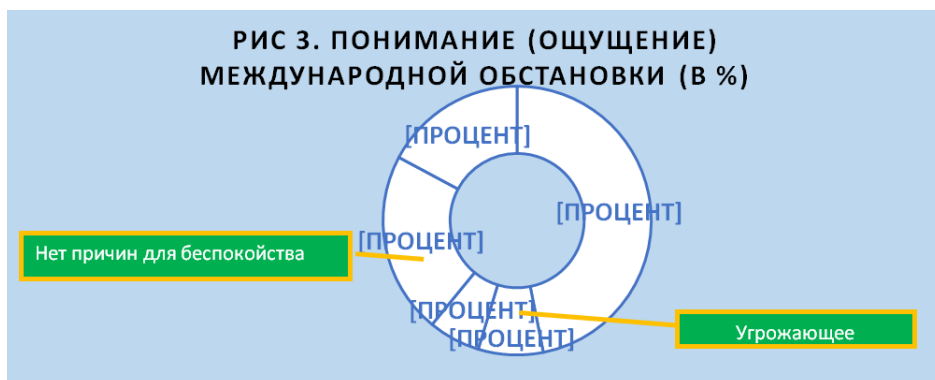 РИС 3. ПОНИМАНИЕ (ОЩУЩЕНИЕ)
МЕЖДУНАРОДНОЙ ОБСТАНОВКИ (В %)
[ПРОЦЕНТ]
[ПРОЦЕНТ]
[ПРОЦЕНТ]
Нет причин для беспокойства
[ПРОЦЕНТ]
[ПРОЦЕНТ]
Угрожающее